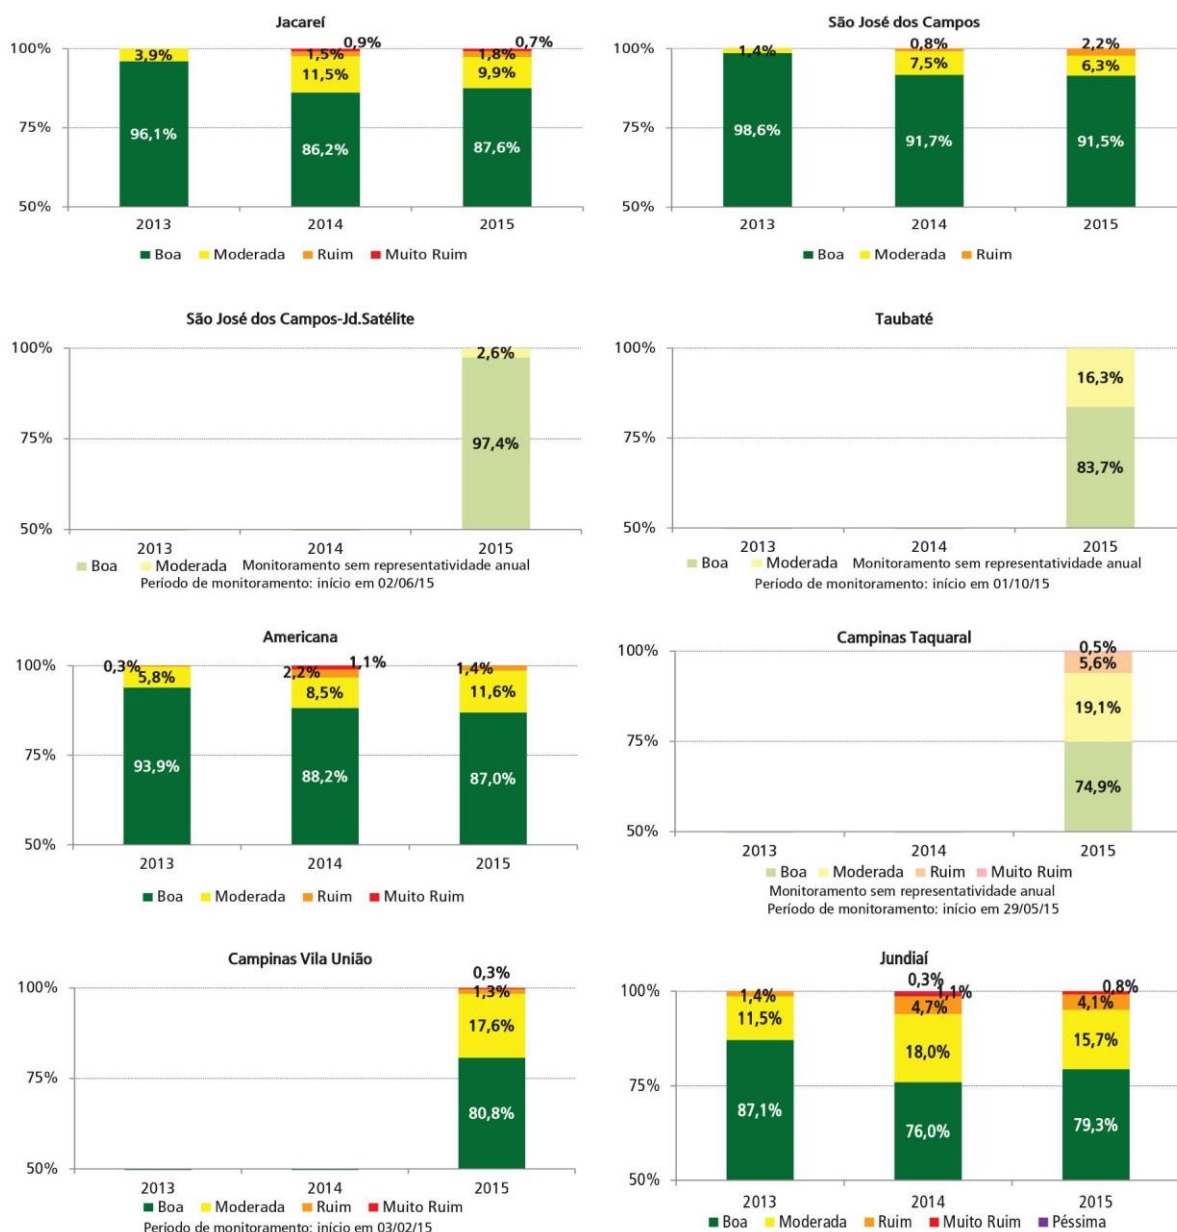 Jacareí
100%
75%
50%
3,9%
96,1%
0,9%
1,5%
11,5%
86,2%
0,7%
1,8%
9,9%
87,6%
2013 2014 2015
Boa Moderada Ruim Muito Ruim
São José dos Campos
100%
75%
50%
1,4%
98,6%
0,8%
7,5%
91,7%
2,2%
6,3%
91,5%
2013 2014 2015
Boa Moderada Ruim
São José dos Campos-Jd.Satélite
100%
75%
50%
2,6%
97,4%
2013 2014 2015
Boa Moderada Monitoramento sem representatividade anual
Período de monitoramento: início em 02/06/15
Taubaté
100%
75%
50%
16,3%
83,7%
2013 2014 2015
Boa Moderada Monitoramento sem representatividade anual
Período de monitoramento: início em 01/10/15
Americana
100%
75%
50%
0,3%
5,8%
93,9%
1,1%
2,2%
8,5%
88,2%
1,4%
11,6%
87,0%
2013 2014 2015
Boa Moderada Ruim Muito Ruim
Campinas Taquaral
100%
75%
50%
0,5%
5,6%
19,1%
74,9%
2013 2014 2015
Boa Moderada Ruim Muito Ruim
Monitoramento sem representatividade anual
Período de monitoramento: início em 29/05/15
Campinas Vila União
100%
75%
50%
0,3%
1,3%
17,6%
80,8%
2013 2014 2015
Boa Moderada Ruim Muito Ruim
Período de monitoramento: início em 03/02/15
Jundiaí
100%
75%
50%
1,4%
11,5%
87,1%
0,3%
1,1%
4,7%
18,0%
76,0%
0,8%
4,1%
15,7%
79,3%
2013 2014 2015
Boa Moderada Ruim Muito Ruim Péssima